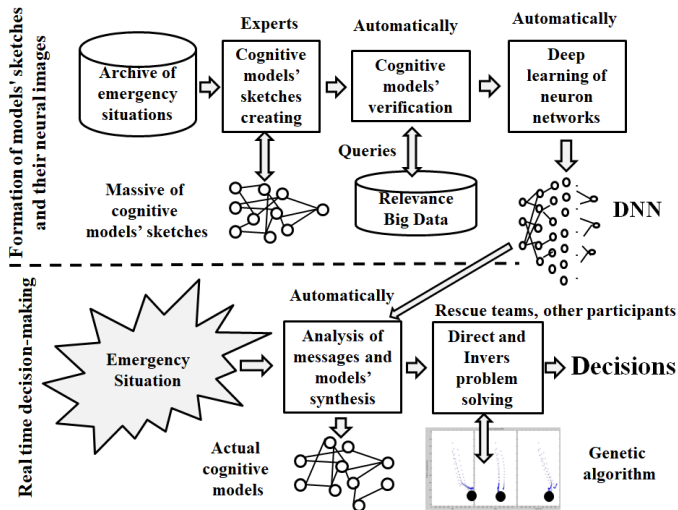 Formation of models' sketches
and their neural images
Experts
Automatically
Automatically
Archive of
emergency
situations
Cognitive
models'
sketches
creating
Cognitive
models'
verification
Deep
learning of
neuron
networks
Queries
Massive of
cognitive
models' sketches
Relevance
Big Data
DNN
Real time decision-making
Automatically
Rescue teams, other participants
Emergency
Situation
Analysis of
messages and
models'
synthesis
Direct and
Invers
problem
solving
Decisions
Actual
cognitive
models
Genetic
algorithm